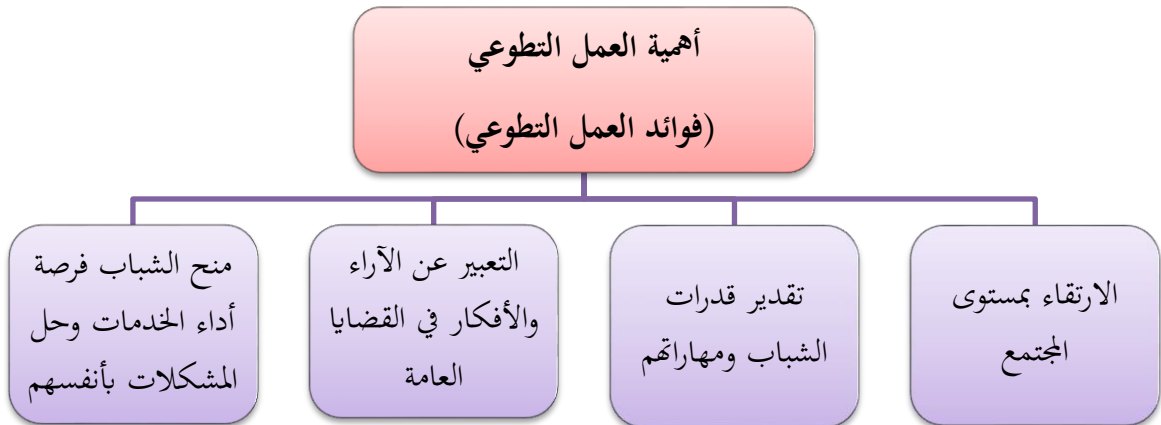 أهمية العمل التطوعي
(فوائد العمل التطوعي)
الارتقاء بمستوى
المجتمع
تقدير قدرات
الشباب ومهاراتهم
التعبير عن الآراء
والأفكار في القضايا
العامة
منح الشباب فرصة
أداء الخدمات وحل
المشكلات بأنفسهم